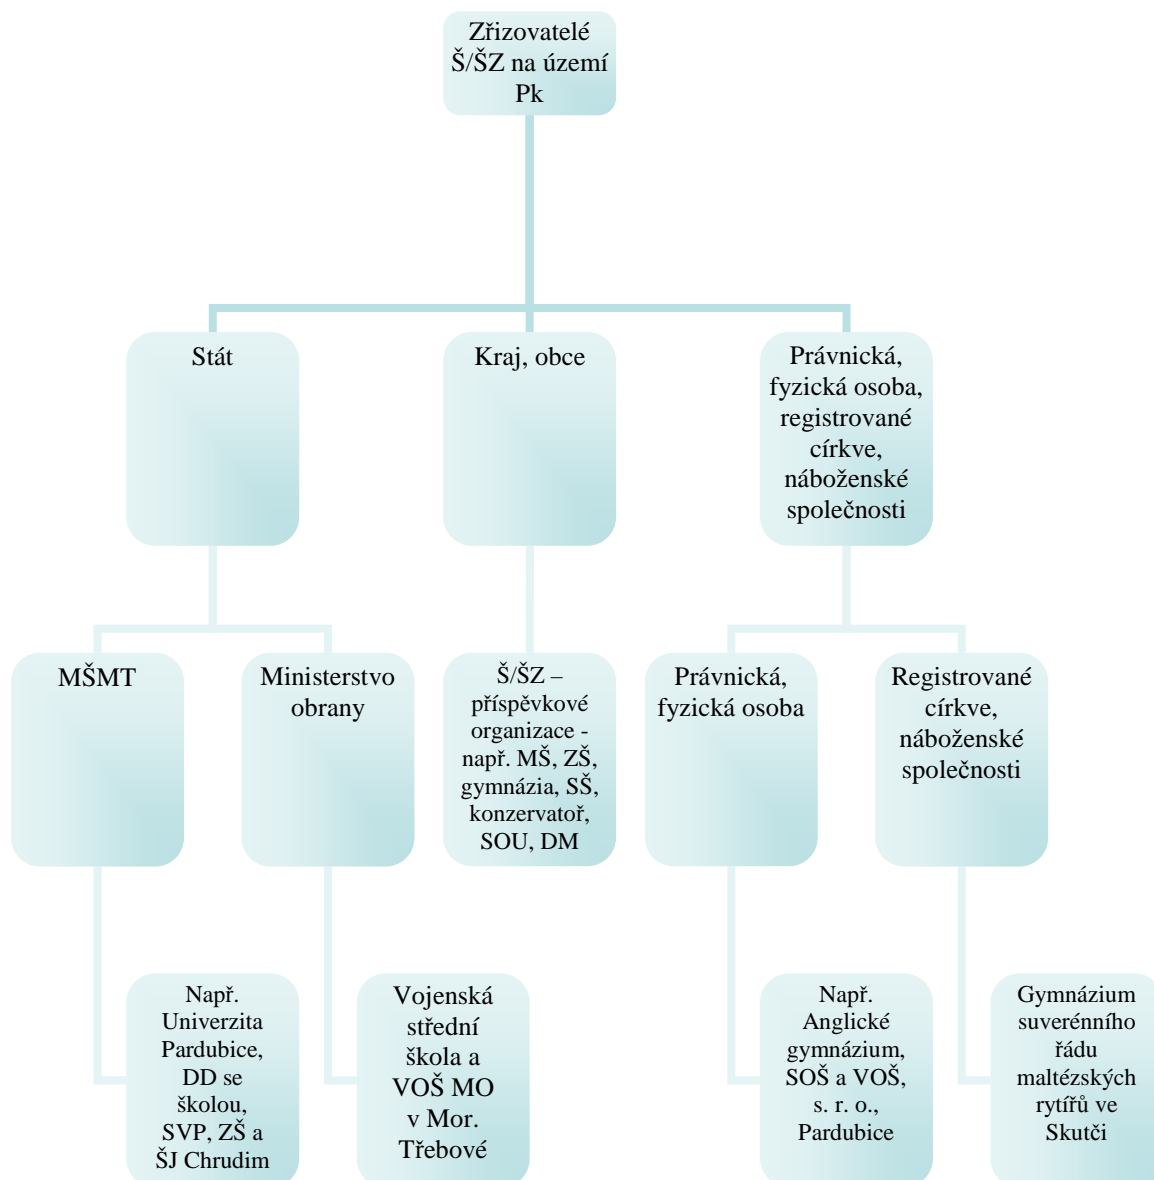 Zřizovatelé
Š/ŠZ na území
Pk
Stát
Kraj, obce
Právnická,
fyzická osoba,
registrované
církve,
náboženské
společnosti
MŠMT
Ministerstvo
obrany
Š/ŠZ –
příspěvkové
organizace -
např. MŠ, ZŠ,
gymnázia, SŠ,
konzervatoř,
SOU, DM
Právnická,
fyzická osoba
Registrované
církve,
náboženské
společnosti
Např.
Univerzita
Pardubice,
DD se
školou,
SVP, ZŠ a
ŠJ Chrudim
Vojenská
střední
škola a
VOŠ MO
v Mor.
Třebové
Např.
Anglické
gymnázium,
SOŠ a VOŠ,
s. r. o.,
Pardubice
Gymnázium
suverénního
řádu
maltézských
rytířů ve
Skutči